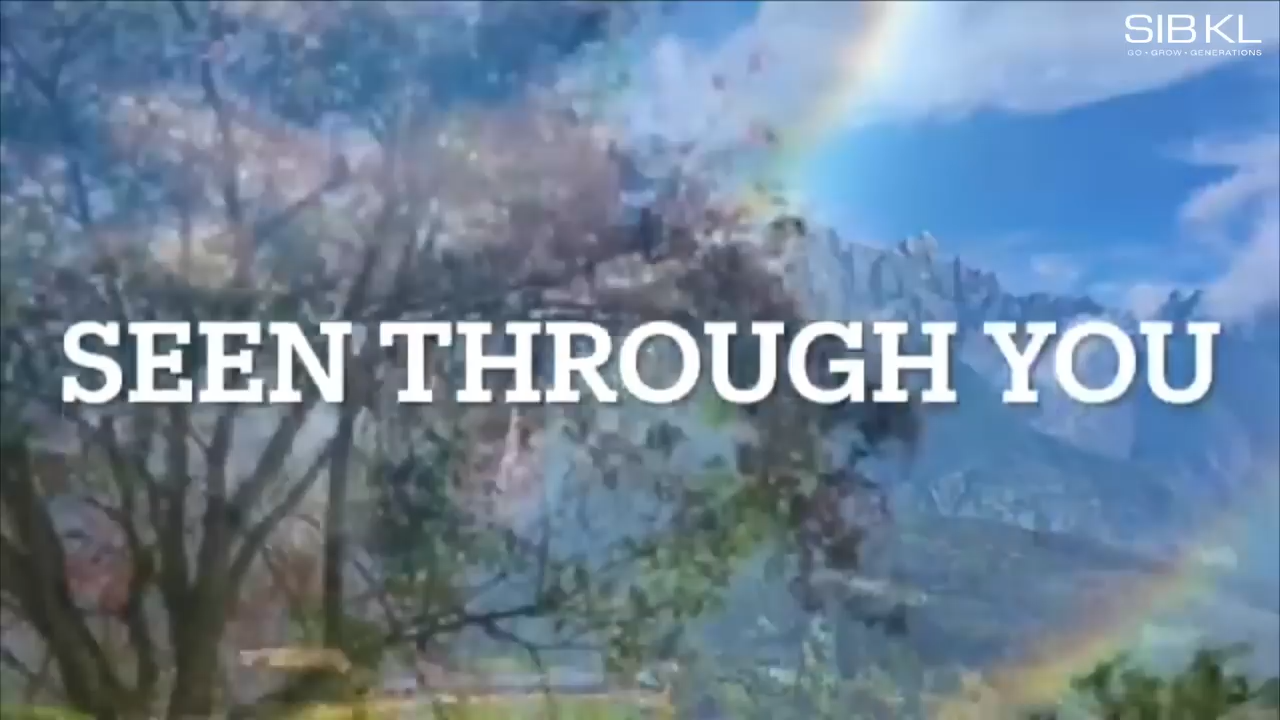 SIBKL
GO • GROW • GENERATIONS
SEEN THROUGH YOU